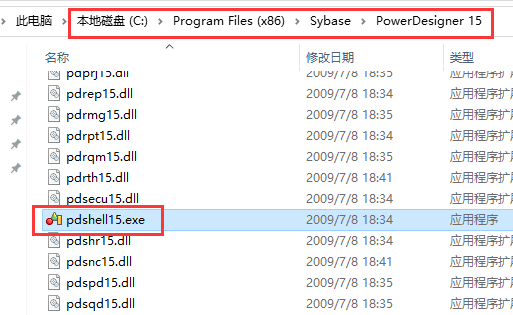 此电脑 > 本地磁盘 (C:) > Program Files (x86) > Sybase > PowerDesigner 15
名称 修改日期 类型
pdprj15.dll 2009/7/8 18:35 应用程序扩
pdrep15.dll 2009/7/8 18:34 应用程序扩
pdrmg15.dll 2009/7/8 18:35 应用程序扩
pdrpt15.dll 2009/7/8 18:34 应用程序扩
pdrqm15.dll 2009/7/8 18:35 应用程序扩
pdrth15.dll 2009/7/8 18:41 应用程序扩
pdsecu15.dll 2009/7/8 18:34 应用程序扩
pdshell15.exe 2009/7/8 18:34 应用程序
pdshr15.dll 2009/7/8 18:34 应用程序扩
pdsnc15.dll 2009/7/8 18:41 应用程序扩
pdspd15.dll 2009/7/8 18:35 应用程序扩
pdsqd15.dll 2009/7/8 18:35 应用程序扩